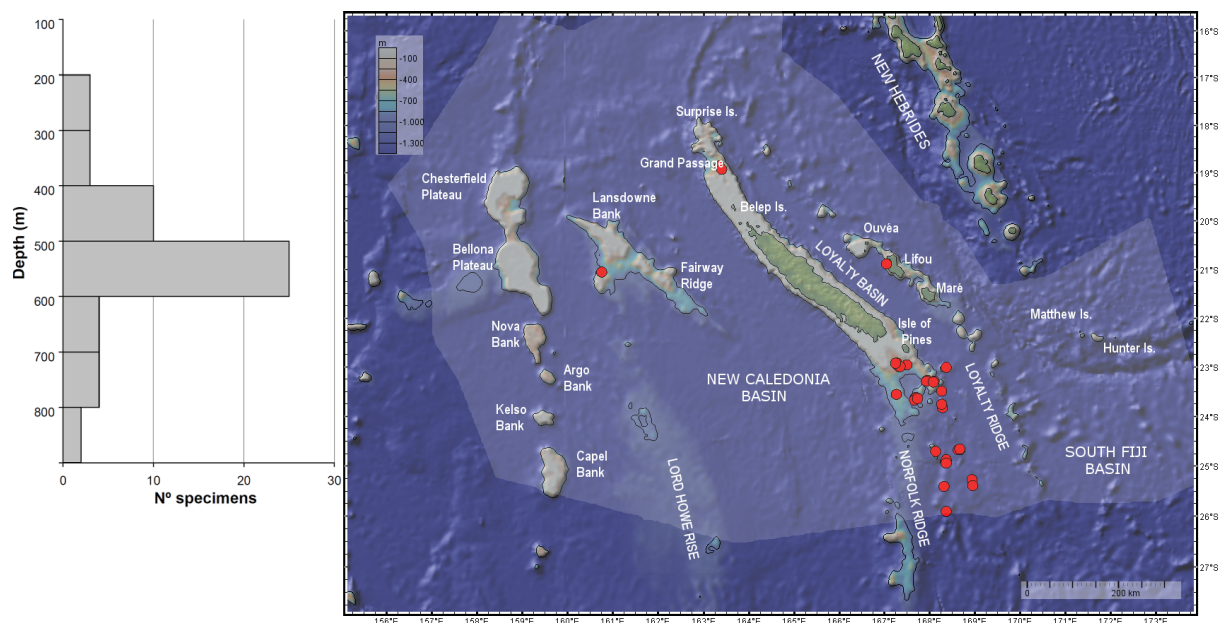 100
200
300
400
500
600
700
800
Depth (m)
0
10
20
30
Nº specimens
m
-100
-400
-700
-1.000
-1.300
Surprise Is.
Grand Passage
Chesterfield
Plateau
Lansdowne
Bank
Belep Is.
Bellona
Plateau
Fairway
Ridge
Nova
Bank
Argo
Bank
Kelso
Bank
Capel
Bank
LORD HOWE RISE
NEW CALEDONIA
BASIN
NEW HEBRIDES
Ouvéa
Lifou
Maré
LOYALTY BASIN
Isle of
Pines
Matthew Is.
Hunter Is.
LOYALTY RIDGE
NORFOLK RIDGE
SOUTH FIJI
BASIN
0
200 km
16°S
17°S
18°S
19°S
20°S
21°S
22°S
23°S
24°S
25°S
26°S
27°S
156°E
157°E
158°E
159°E
160°E
161°E
162°E
163°E
164°E
165°E
166°E
167°E
168°E
169°E
170°E
171°E
172°E
173°E